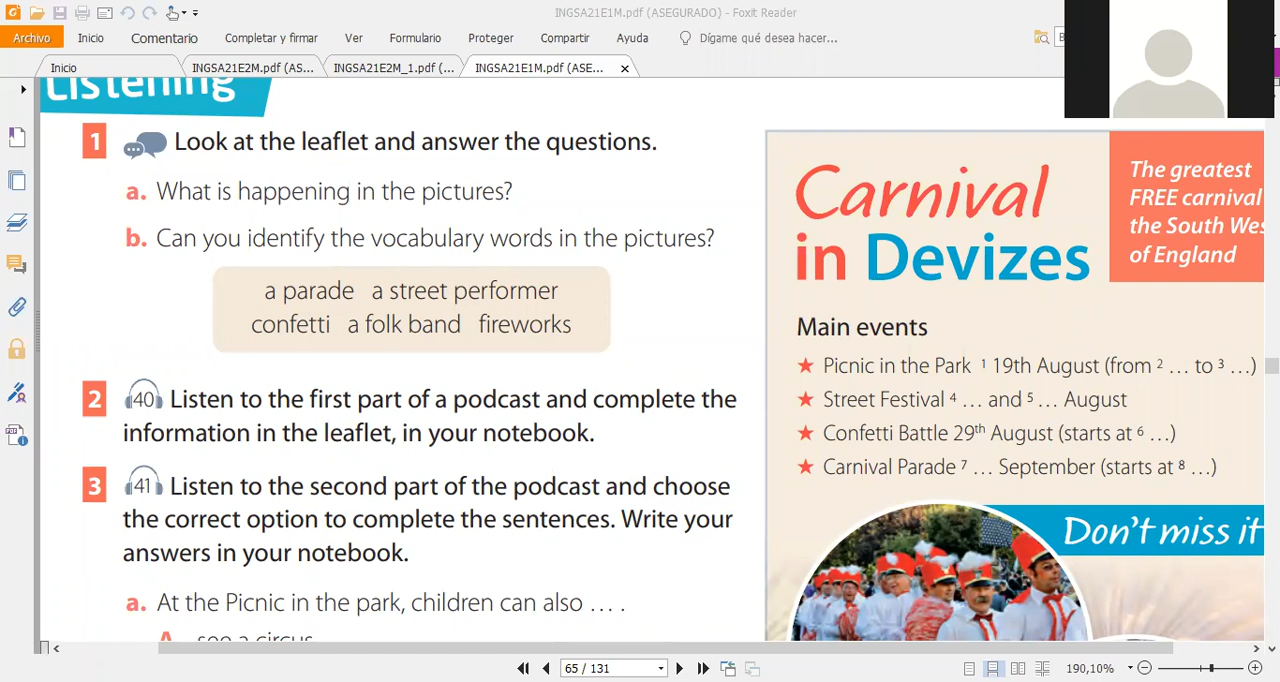 INGSA21E1M.pdf (ASEGURADO) - Foxit Reader
Archivo Inicio Comentario Completar y firmar Ver Formulario Proteger Compartir Ayuda Dígame qué desea hacer...
Inicio INGSA21E2M.pdf (AS... INGSA21E2M_1.pdf (... INGSA21E1M.pdf (ASE...
Listening
1 Look at the leaflet and answer the questions.
a. What is happening in the pictures?
b. Can you identify the vocabulary words in the pictures?
a parade a street performer
confetti a folk band fireworks
2 40 Listen to the first part of a podcast and complete the
information in the leaflet, in your notebook.
3 41 Listen to the second part of the podcast and choose
the correct option to complete the sentences. Write your
answers in your notebook.
a. At the Picnic in the park, children can also ... .
A see a circus
Carnival
in Devizes
The greatest
FREE carnival
the South Wes
of England
Main events
★ Picnic in the Park 1 19th August (from 2 ... to 3 ...)
★ Street Festival 4 ... and 5 ... August
★ Confetti Battle 29th August (starts at 6 ...)
★ Carnival Parade 7 ... September (starts at 8 ...)
Don't miss it
65 / 131
190,10%